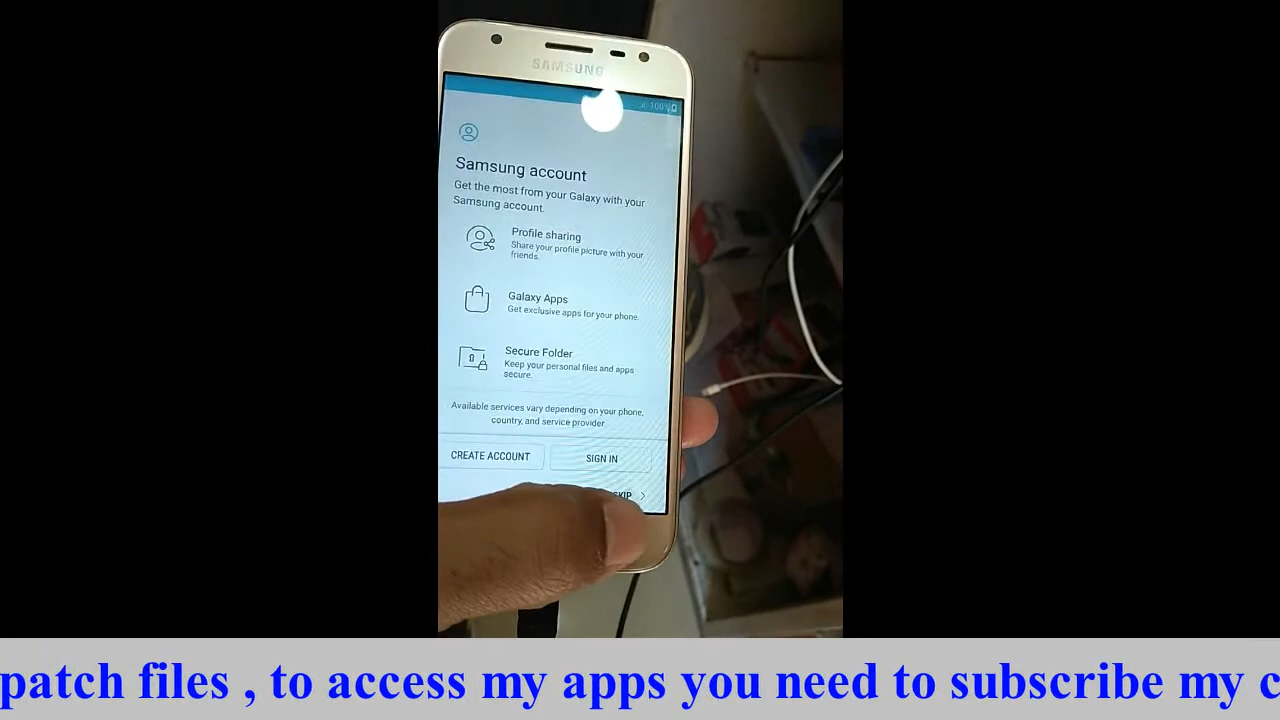 SAMSUNG
100%
Samsung account
Get the most from your Galaxy with your
Samsung account.
Profile sharing
Share your profile picture with your
friends.
Galaxy Apps
Get exclusive apps for your phone.
Secure Folder
Keep your personal files and apps
secure.
Available services vary depending on your phone,
country, and service provider.
CREATE ACCOUNT
SIGN IN
SKIP
patch files , to access my apps you need to subscribe my c